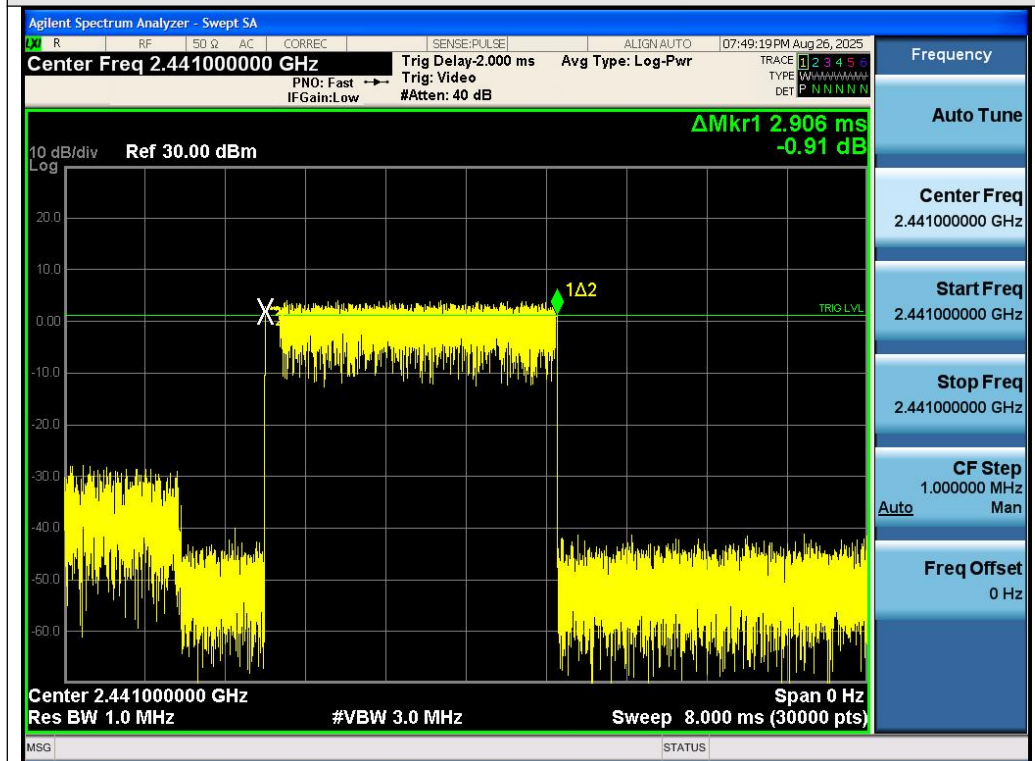 Agilent Spectrum Analyzer - Swept SA
LXI R RF 50 Ω AC CORREC SENSE:PULSE ALIGN AUTO 07:49:19 PM Aug 26, 2025
Center Freq 2.441000000 GHz
PNO: Fast
IFGain:Low
Trig Delay-2.000 ms
Trig: Video
#Atten: 40 dB
Avg Type: Log-Pwr
TRACE 1 2 3 4 5 6
TYPE WWWWWW
DET P N N N N N
ΔMkr1 2.906 ms
-0.91 dB
10 dB/div Ref 30.00 dBm
Log
20.0
10.0
1Δ2
TRIG LVL
0.00
-10.0
-20.0
-30.0
-40.0
-50.0
-60.0
Center 2.441000000 GHz Span 0 Hz
Res BW 1.0 MHz #VBW 3.0 MHz Sweep 8.000 ms (30000 pts)
MSG STATUS
Frequency
Auto Tune
Center Freq
2.441000000 GHz
Start Freq
2.441000000 GHz
Stop Freq
2.441000000 GHz
CF Step
1.000000 MHz
Auto Man
Freq Offset
0 Hz